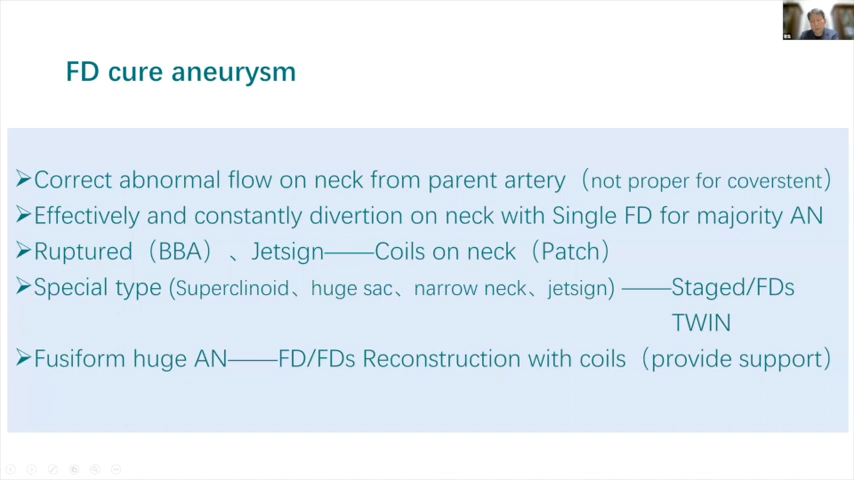 FD cure aneurysm
➢Correct abnormal flow on neck from parent artery（not proper for coverstent）
➢Effectively and constantly divertion on neck with Single FD for majority AN
➢Ruptured（BBA）、Jetsign——Coils on neck（Patch）
➢Special type (Superclinoid、huge sac、narrow neck、jetsign) ——Staged/FDs
TWIN
➢Fusiform huge AN——FD/FDs Reconstruction with coils（provide support）